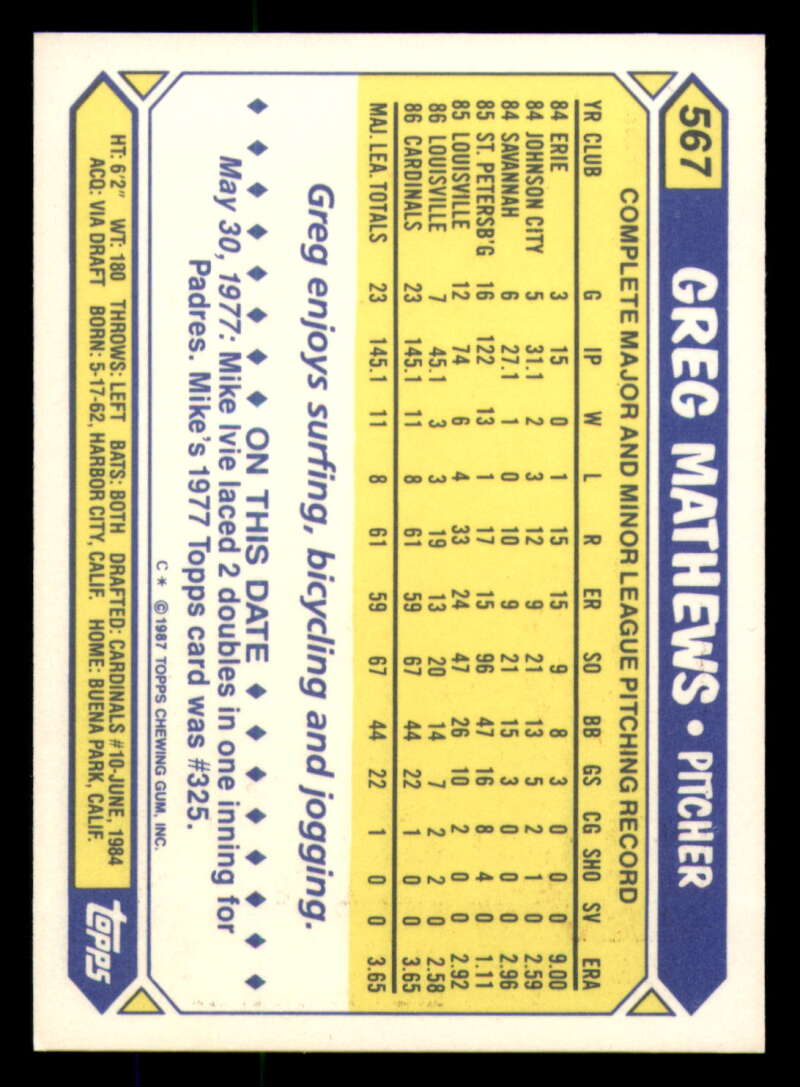 567 GREG MATHEWS • PITCHER
COMPLETE MAJOR AND MINOR LEAGUE PITCHING RECORD
YR CLUB G IP W L R ER SO BB GS CG SHO SV ERA
84 ERIE 3 15 0 1 15 15 9 8 3 0 0 0 9.00
84 JOHNSON CITY 5 31.1 2 3 12 9 21 13 5 2 1 0 2.59
84 SAVANNAH 6 27.1 1 0 10 9 21 15 3 0 0 0 2.96
85 ST. PETERSB'G 16 122 13 1 17 15 96 47 16 8 4 0 1.11
85 LOUISVILLE 12 74 6 4 33 24 47 26 10 2 0 0 2.92
86 LOUISVILLE 7 45.1 3 3 19 13 20 14 7 2 2 0 2.58
86 CARDINALS 23 145.1 11 8 61 59 67 44 22 1 0 0 3.65
MAJ. LEA. TOTALS 23 145.1 11 8 61 59 67 44 22 1 0 0 3.65
Greg enjoys surfing, bicycling and jogging.
♦ ♦ ♦ ♦ ♦ ♦ ♦ ♦ ON THIS DATE ♦ ♦ ♦ ♦ ♦ ♦ ♦ ♦
May 30, 1977: Mike Ivie laced 2 doubles in one inning for
Padres. Mike's 1977 Topps card was #325.
C * ©1987 TOPPS CHEWING GUM, INC.
HT: 6'2" WT: 180 THROWS: LEFT BATS: BOTH DRAFTED: CARDINALS #10-JUNE, 1984
ACQ: VIA DRAFT BORN: 5-17-62, HARBOR CITY, CALIF. HOME: BUENA PARK, CALIF.
topps